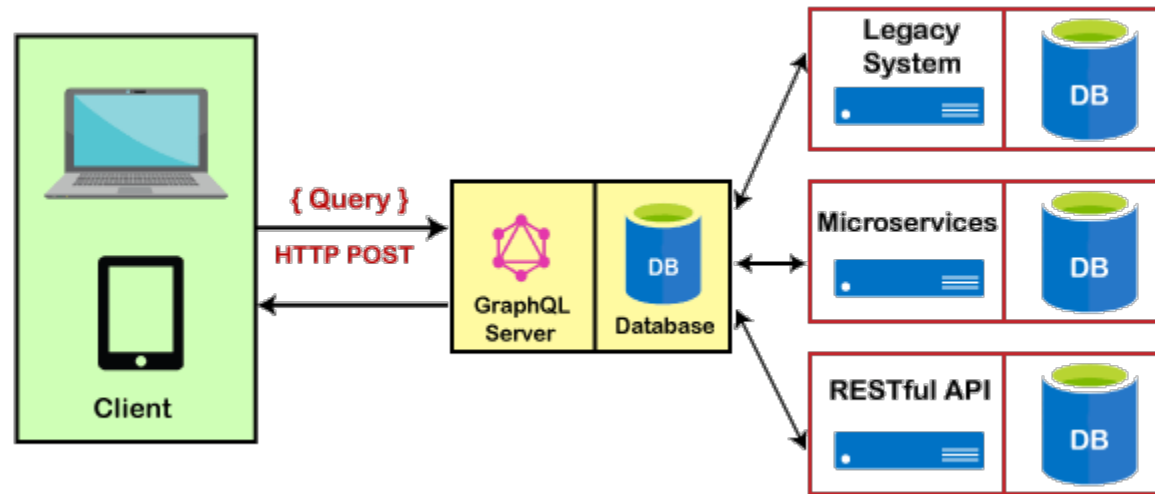 Legacy
System
DB
{ Query }
HTTP POST
GraphQL
Server
DB
Database
Microservices
DB
RESTful API
DB
Client